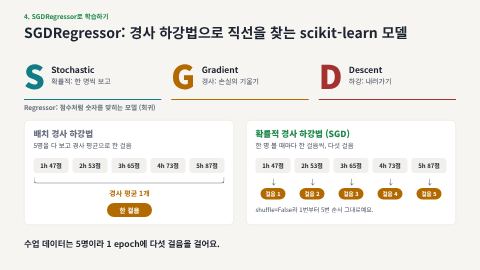 4. SGDRegressor로 학습하기
SGDRegressor: 경사 하강법으로 직선을 찾는 scikit-learn 모델
S Stochastic
확률적: 한 명씩 보고
G Gradient
경사: 손실의 기울기
D Descent
하강: 내려가기
Regressor: 점수처럼 숫자를 맞히는 모델 (회귀)
배치 경사 하강법
5명을 다 보고 경사 평균으로 한 걸음
1h 47점 2h 53점 3h 65점 4h 73점 5h 87점
경사 평균 1개
한 걸음
확률적 경사 하강법 (SGD)
한 명 볼 때마다 한 걸음씩, 다섯 걸음
1h 47점 2h 53점 3h 65점 4h 73점 5h 87점
↓ ↓ ↓ ↓ ↓
걸음 1 걸음 2 걸음 3 걸음 4 걸음 5
shuffle=False라 1번부터 5번 순서 그대로예요.
수업 데이터는 5명이라 1 epoch에 다섯 걸음을 걸어요.